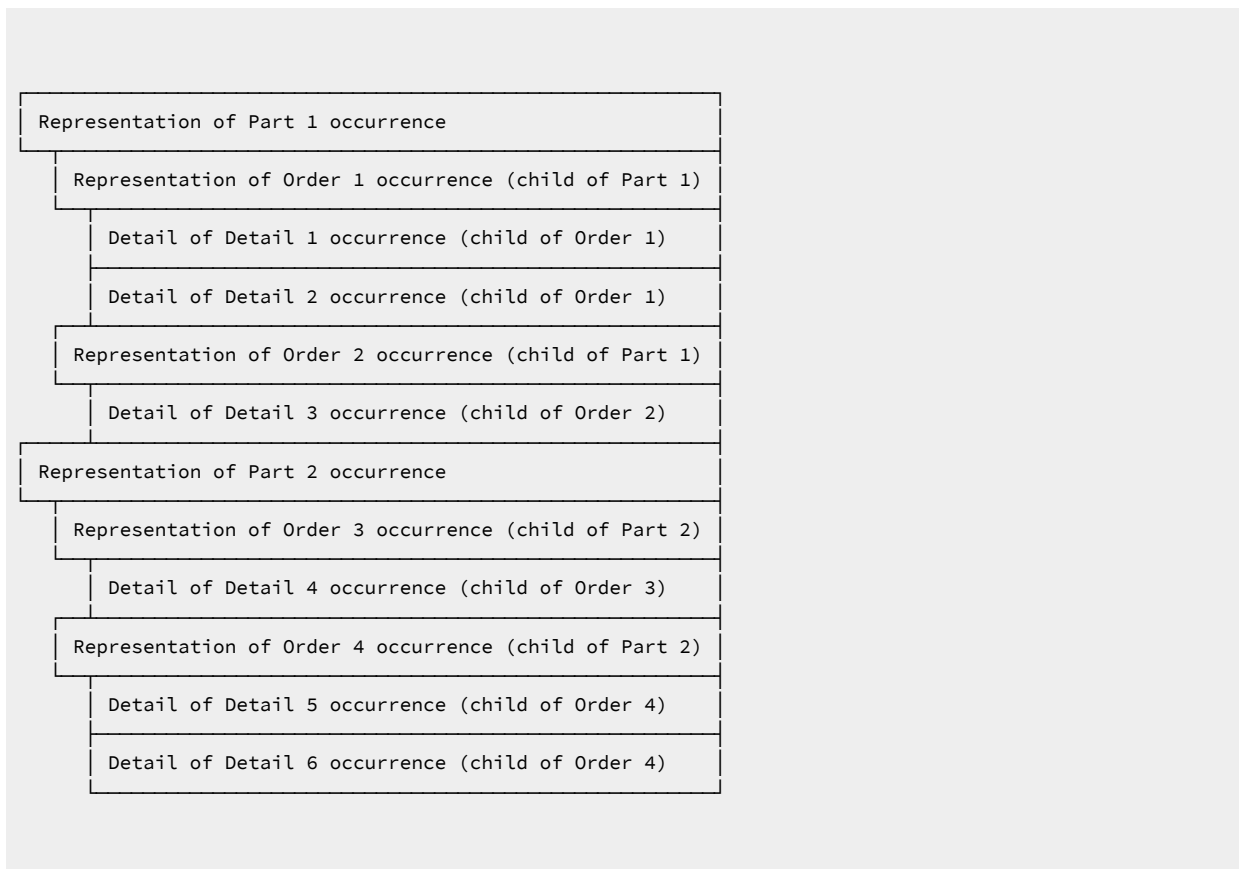 Representation of Part 1 occurrence
Representation of Order 1 occurrence (child of Part 1)
Detail of Detail 1 occurrence (child of Order 1)
Detail of Detail 2 occurrence (child of Order 1)
Representation of Order 2 occurrence (child of Part 1)
Detail of Detail 3 occurrence (child of Order 2)
Representation of Part 2 occurrence
Representation of Order 3 occurrence (child of Part 2)
Detail of Detail 4 occurrence (child of Order 3)
Representation of Order 4 occurrence (child of Part 2)
Detail of Detail 5 occurrence (child of Order 4)
Detail of Detail 6 occurrence (child of Order 4)